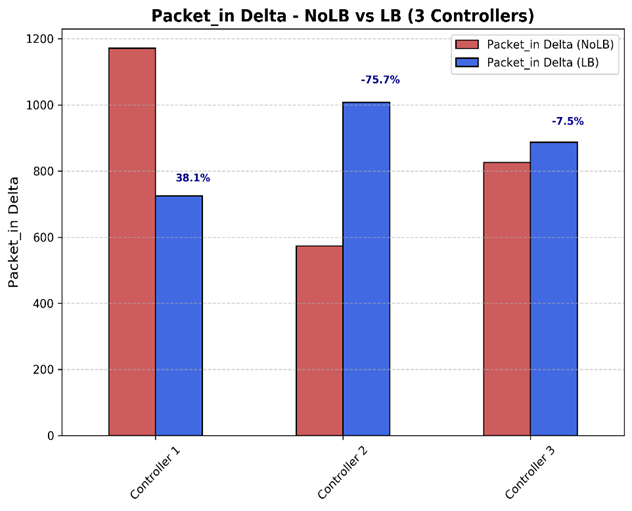 Packet_in Delta - NoLB vs LB (3 Controllers)
Packet_in Delta (NoLB)
Packet_in Delta (LB)
Packet_in Delta
1200
1000
800
600
400
200
0
38.1%
-75.7%
-7.5%
Controller 1
Controller 2
Controller 3